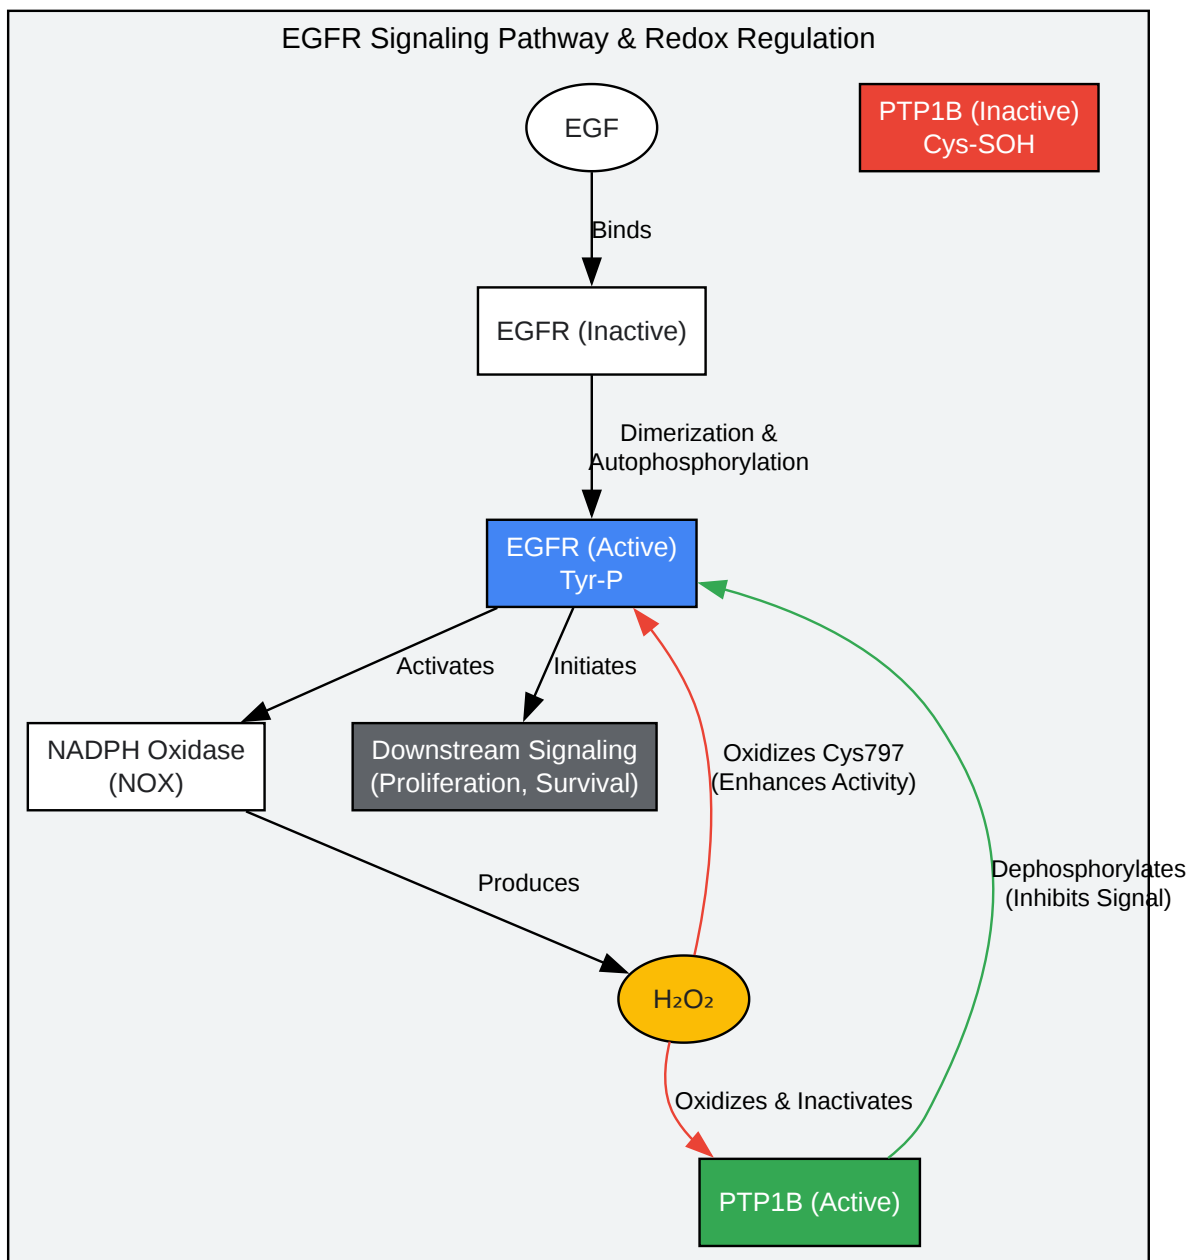 EGFR Signaling Pathway & Redox Regulation
EGF
PTP1B (Inactive)
Cys-SOH
Binds
EGFR (Inactive)
Dimerization &
Autophosphorylation
EGFR (Active)
Tyr-P
Activates
Initiates
NADPH Oxidase
(NOX)
Downstream Signaling
(Proliferation, Survival)
Oxidizes Cys797
(Enhances Activity)
Dephosphorylates
(Inhibits Signal)
Produces
H₂O₂
Oxidizes & Inactivates
PTP1B (Active)